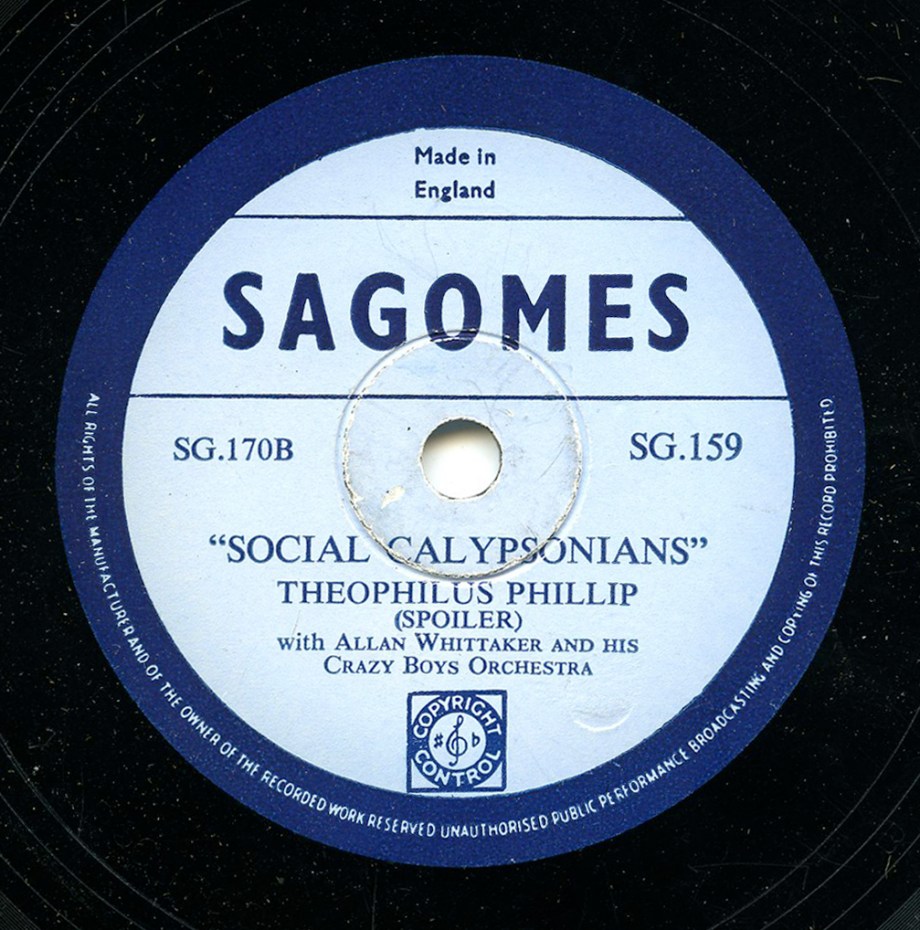 Made in
England
SAGOMES
SG.170B
SG.159
“SOCIAL CALYPSONIANS”
THEOPHILUS PHILLIP
(SPOILER)
with ALLAN WHITTAKER AND HIS
CRAZY BOYS ORCHESTRA
COPYRIGHT
CONTROL
ALL RIGHTS OF THE MANUFACTURER AND OF THE OWNER OF THE RECORDED WORK RESERVED UNAUTHORISED PUBLIC PERFORMANCE BROADCASTING AND COPYING OF THIS RECORD PROHIBITED